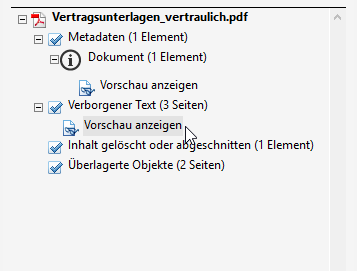 Vertragsunterlagen_vertraulich.pdf
Metadaten (1 Element)
Dokument (1 Element)
Vorschau anzeigen
Verborgener Text (3 Seiten)
Vorschau anzeigen
Inhalt gelöscht oder abgeschnitten (1 Element)
Überlagerte Objekte (2 Seiten)